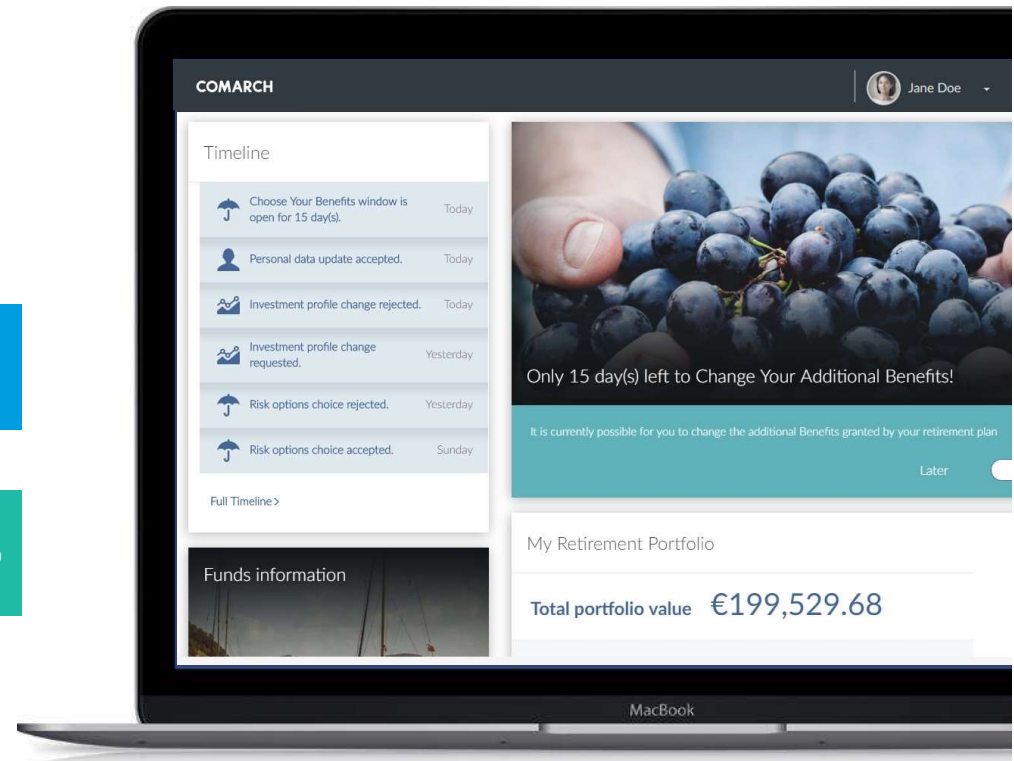 COMARCH
Jane Doe
Timeline
Choose Your Benefits window is
open for 15 day(s).
Today
Personal data update accepted.
Today
Investment profile change rejected.
Today
Investment profile change
requested.
Yesterday
Risk options choice rejected.
Yesterday
Risk options choice accepted.
Sunday
Full Timeline >
Funds information
Only 15 day(s) left to Change Your Additional Benefits!
It is currently possible for you to change the additional Benefits granted by your retirement plan
Later
My Retirement Portfolio
Total portfolio value €199,529.68
MacBook